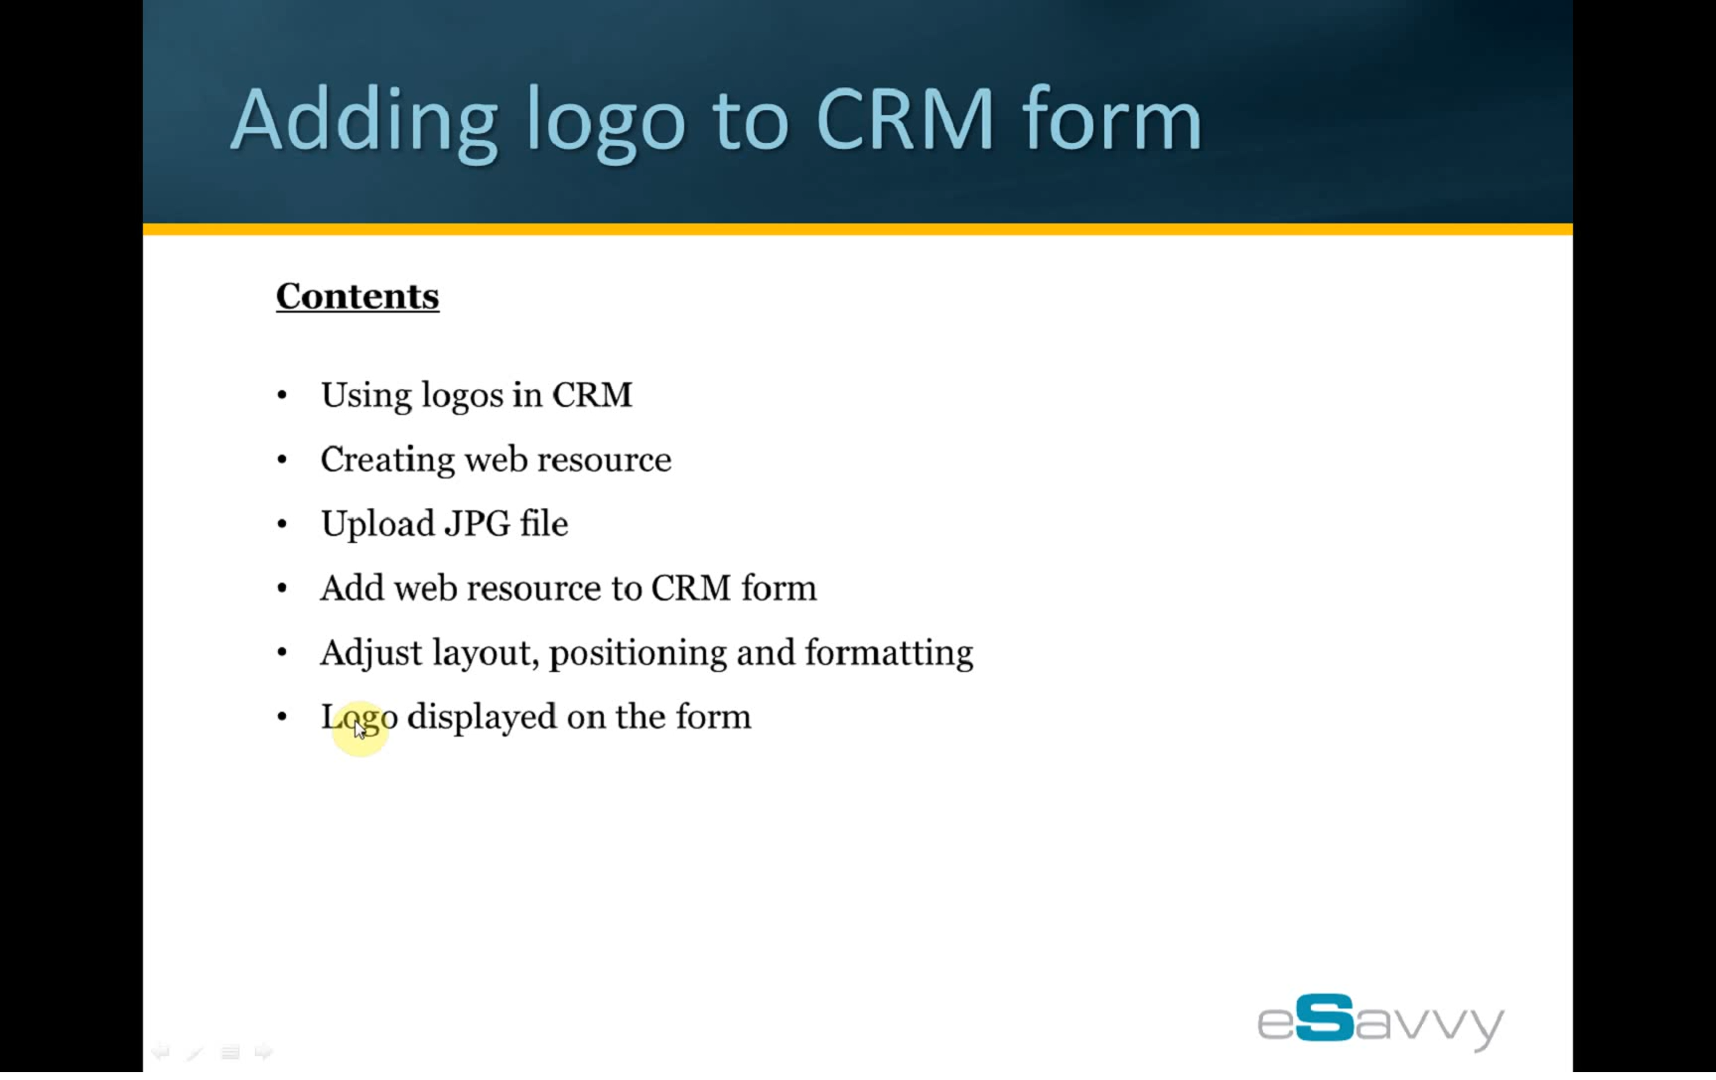 Adding logo to CRM form
Contents
• Using logos in CRM
• Creating web resource
• Upload JPG file
• Add web resource to CRM form
• Adjust layout, positioning and formatting
• Logo displayed on the form
eSavvy